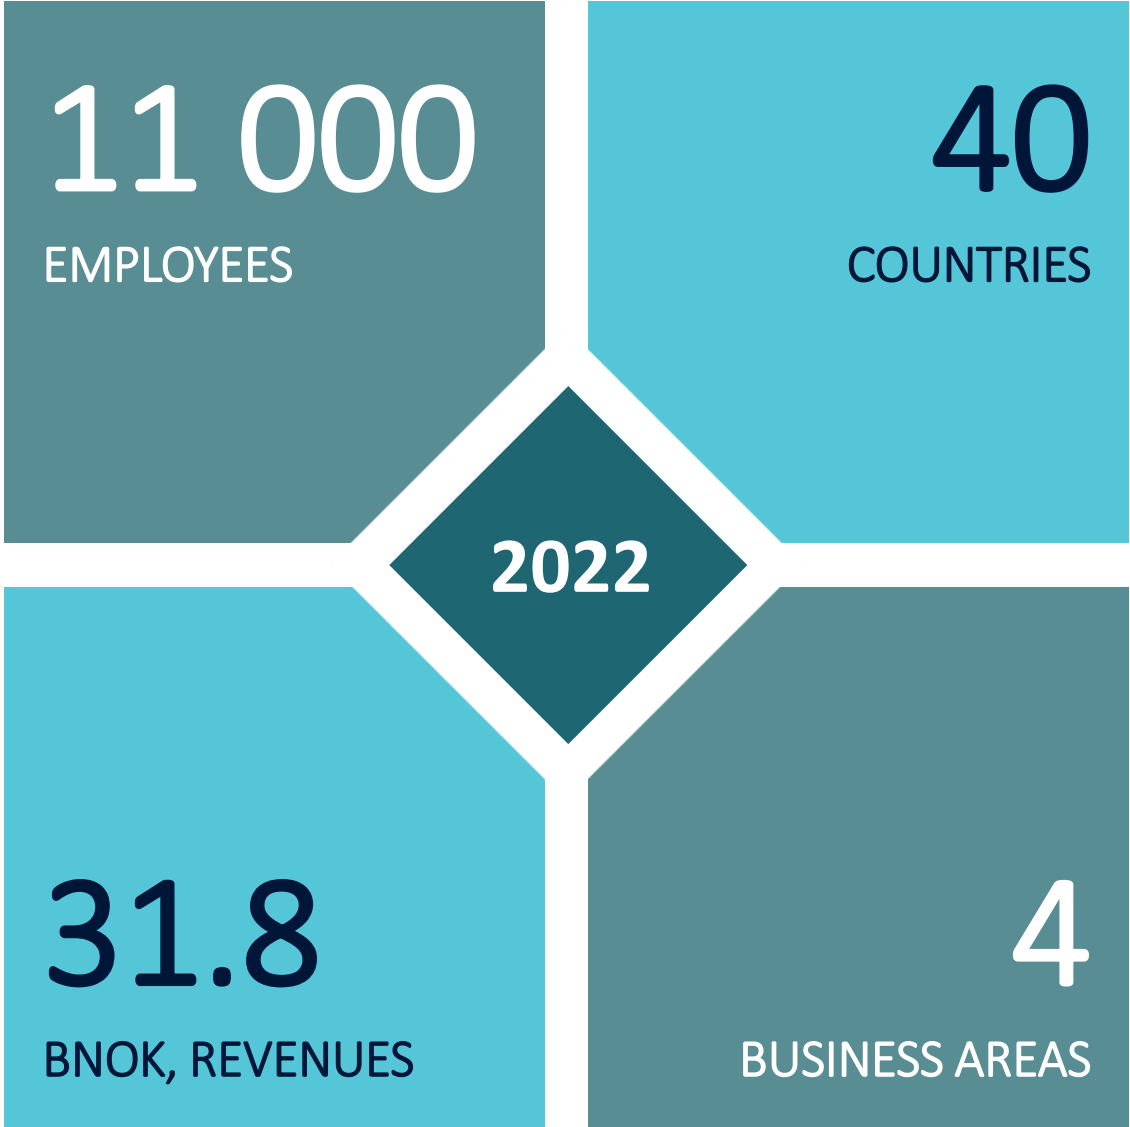 11 000
EMPLOYEES
40
COUNTRIES
2022
31.8
BNOK, REVENUES
4
BUSINESS AREAS